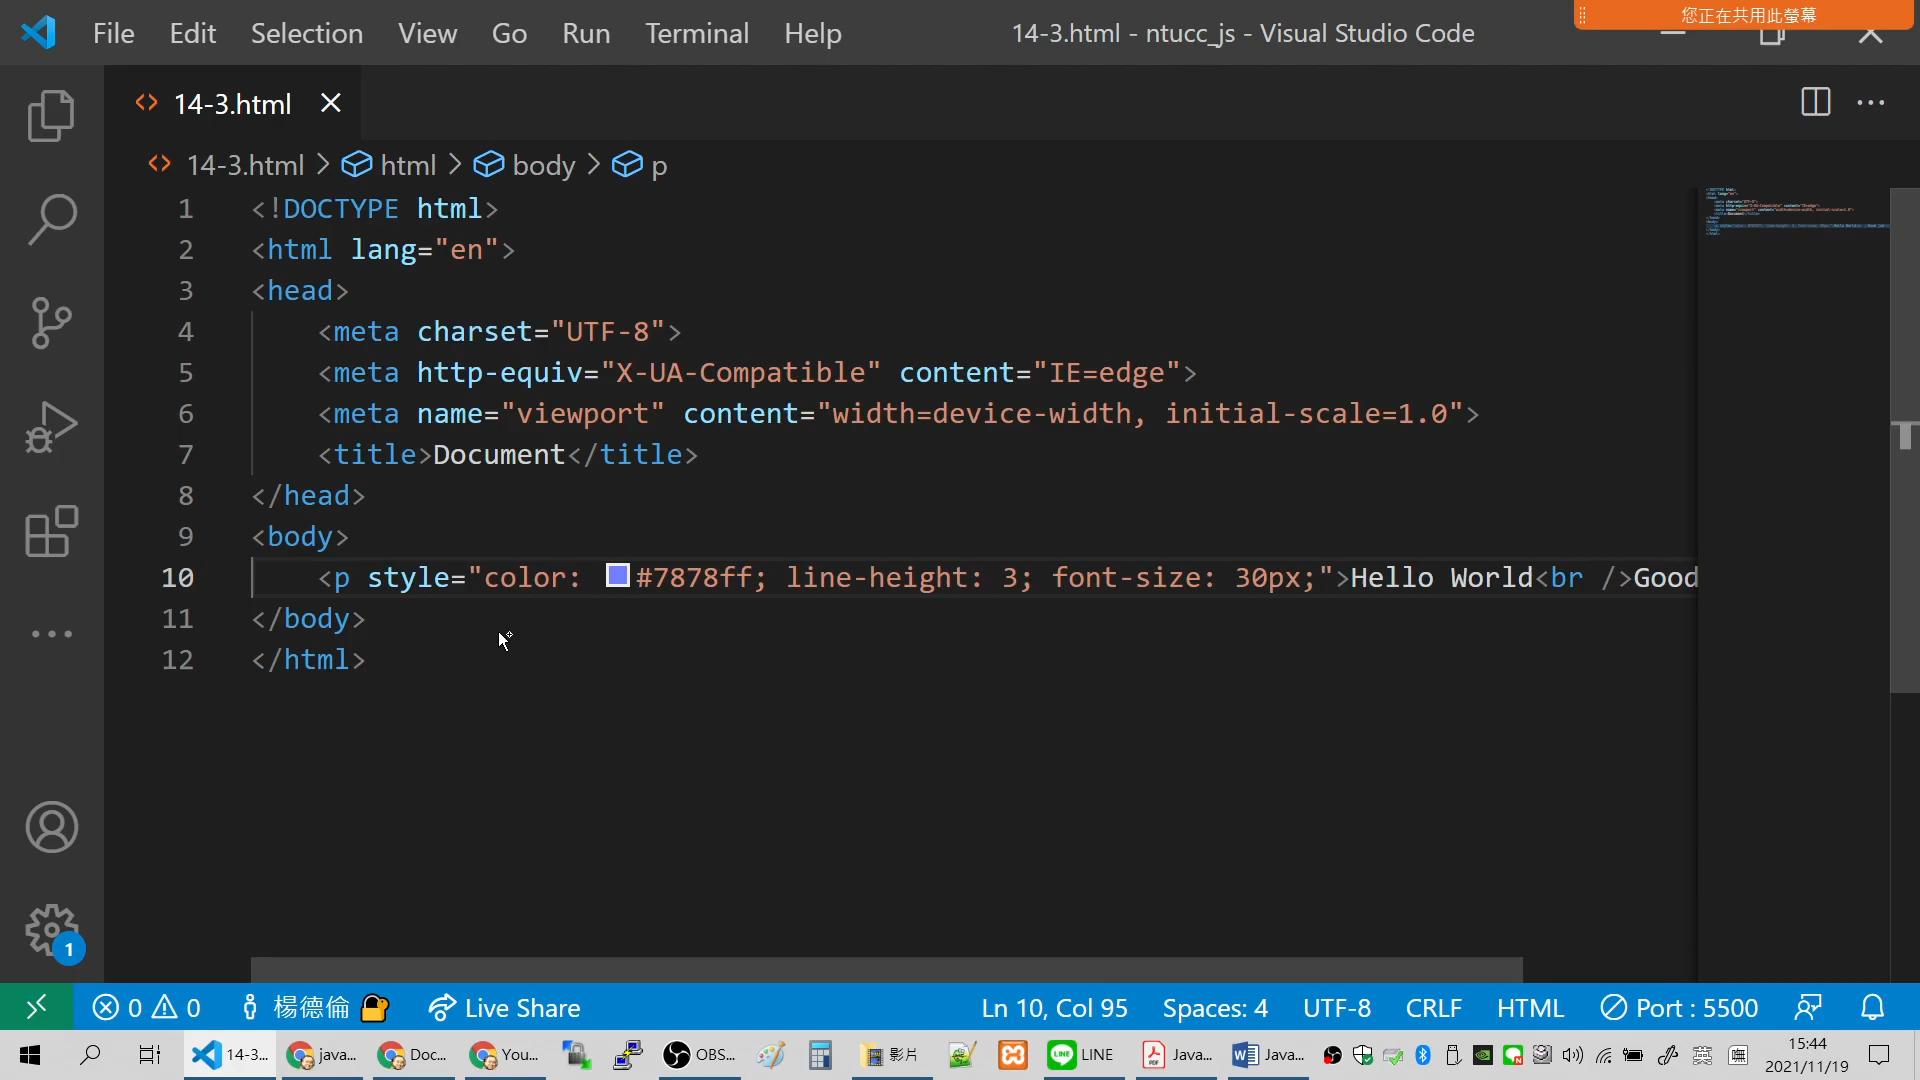 File Edit Selection View Go Run Terminal Help 14-3.html - ntucc_js - Visual Studio Code 您正在共用此螢幕
14-3.html
14-3.html > html > body > p
1 <!DOCTYPE html>
2 <html lang="en">
3 <head>
4 <meta charset="UTF-8">
5 <meta http-equiv="X-UA-Compatible" content="IE=edge">
6 <meta name="viewport" content="width=device-width, initial-scale=1.0">
7 <title>Document</title>
8 </head>
9 <body>
10 <p style="color: #7878ff; line-height: 3; font-size: 30px;">Hello World<br />Good
11 </body>
12 </html>
1
0 0 楊德倫 Live Share Ln 10, Col 95 Spaces: 4 UTF-8 CRLF HTML Port : 5500
14-3... java... Doc... You... OBS... 影片 LINE Java... Java... 英 15:44
2021/11/19